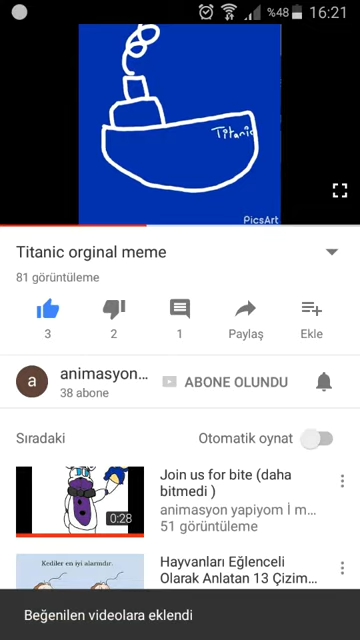 %48 16:21
Titanic
PicsArt
Titanic orginal meme
81 görüntüleme
3 2 1 Paylaş Ekle
a animasyon... ABONE OLUNDU
38 abone
Sıradaki Otomatik oynat
0:28
Join us for bite (daha
bitmedi )
animasyon yapiyom İ m...
51 görüntüleme
Kediler en iyi alarmdır.
Hayvanları Eğlenceli
Olarak Anlatan 13 Çizim...
Beğenilen videolara eklendi